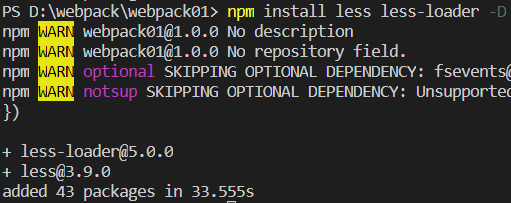 PS D:\webpack\webpack01> npm install less less-loader -D
npm WARN webpack01@1.0.0 No description
npm WARN webpack01@1.0.0 No repository field.
npm WARN optional SKIPPING OPTIONAL DEPENDENCY: fsevents@
npm WARN notsup SKIPPING OPTIONAL DEPENDENCY: Unsupported
})
+ less-loader@5.0.0
+ less@3.9.0
added 43 packages in 33.555s